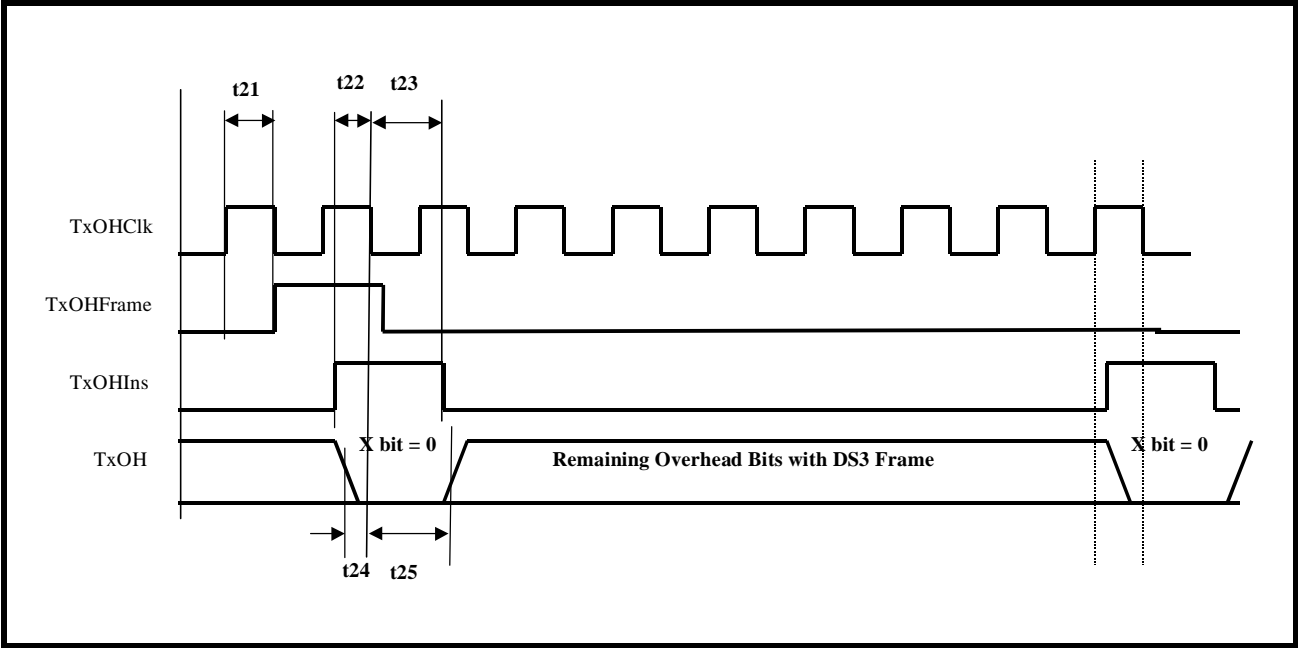 t21
t22
t23
TxOHClk
TxOHFrame
TxOHIns
TxOH
X bit = 0
Remaining Overhead Bits with DS3 Frame
X bit = 0
t24
t25